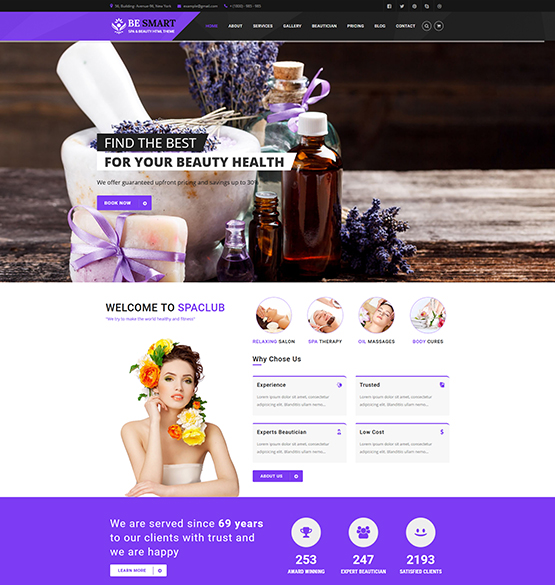 58, Building- Avenue 98, New York example@gmail.com + (1800) - 985 - 985
BE SMART
SPA & BEAUTY HTML THEME
HOME ABOUT SERVICES GALLERY BEAUTICIAN PRICING BLOG CONTACT
FIND THE BEST
FOR YOUR BEAUTY HEALTH
We offer guaranteed upfront pricing and savings up to 30%
BOOK NOW
WELCOME TO SPACLUB
"We try to make the world healthy and fitness"
RELAXING SALON SPA THERAPY OIL MASSAGES BODY CURES
Why Chose Us
Experience
Lorem ipsum dolor sit amet, consectetur
adipiscing elit. Blanditiis ullam nemo...
Trusted
Lorem ipsum dolor sit amet, consectetur
adipiscing elit. Blanditiis ullam nemo...
Experts Beautician
Lorem ipsum dolor sit amet, consectetur
adipiscing elit. Blanditiis ullam nemo...
Low Cost
Lorem ipsum dolor sit amet, consectetur
adipiscing elit. Blanditiis ullam nemo...
ABOUT US
We are served since 69 years
to our clients with trust and
we are happy
LEARN MORE
253
AWARD WINNING
247
EXPERT BEAUTICIAN
2193
SATISFIED CLIENTS